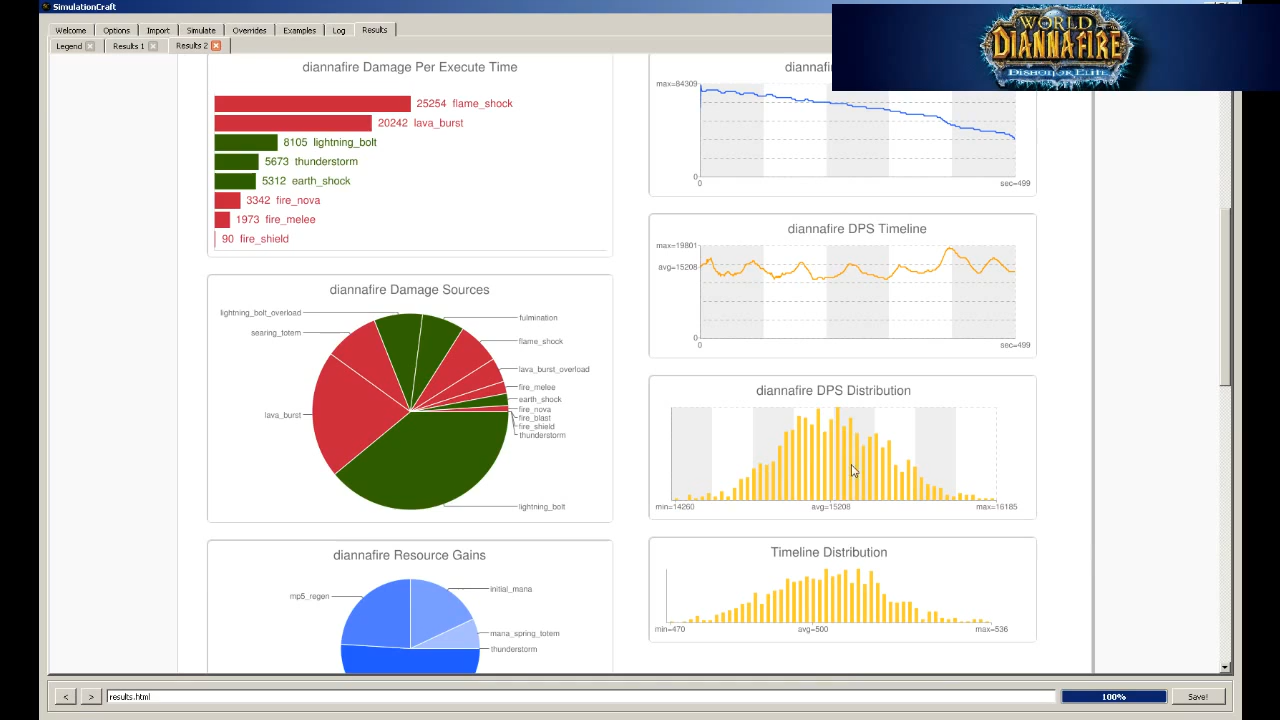 SimulationCraft
WORLD
DIANNAFIRE
DISHONOR ELITE
Welcome Options Import Simulate Overrides Examples Log Results
Legend Results 1 Results 2
diannafire Damage Per Execute Time
25254 flame_shock
20242 lava_burst
8105 lightning_bolt
5673 thunderstorm
5312 earth_shock
3342 fire_nova
1973 fire_melee
90 fire_shield
diannafire Damage Sources
lightning_bolt_overload
searing_totem
lava_burst
fulmination
flame_shock
lava_burst_overload
fire_melee
earth_shock
fire_nova
fire_blast
fire_shield
thunderstorm
lightning_bolt
diannafire Resource Gains
mp5_regen
initial_mana
mana_spring_totem
thunderstorm
max=84309
0
0 sec=499
diannafire DPS Timeline
max=19801
avg=15208
0
0 sec=499
diannafire DPS Distribution
min=14260 avg=15208 max=16185
Timeline Distribution
min=470 avg=500 max=536
< > results.html 100% Save!